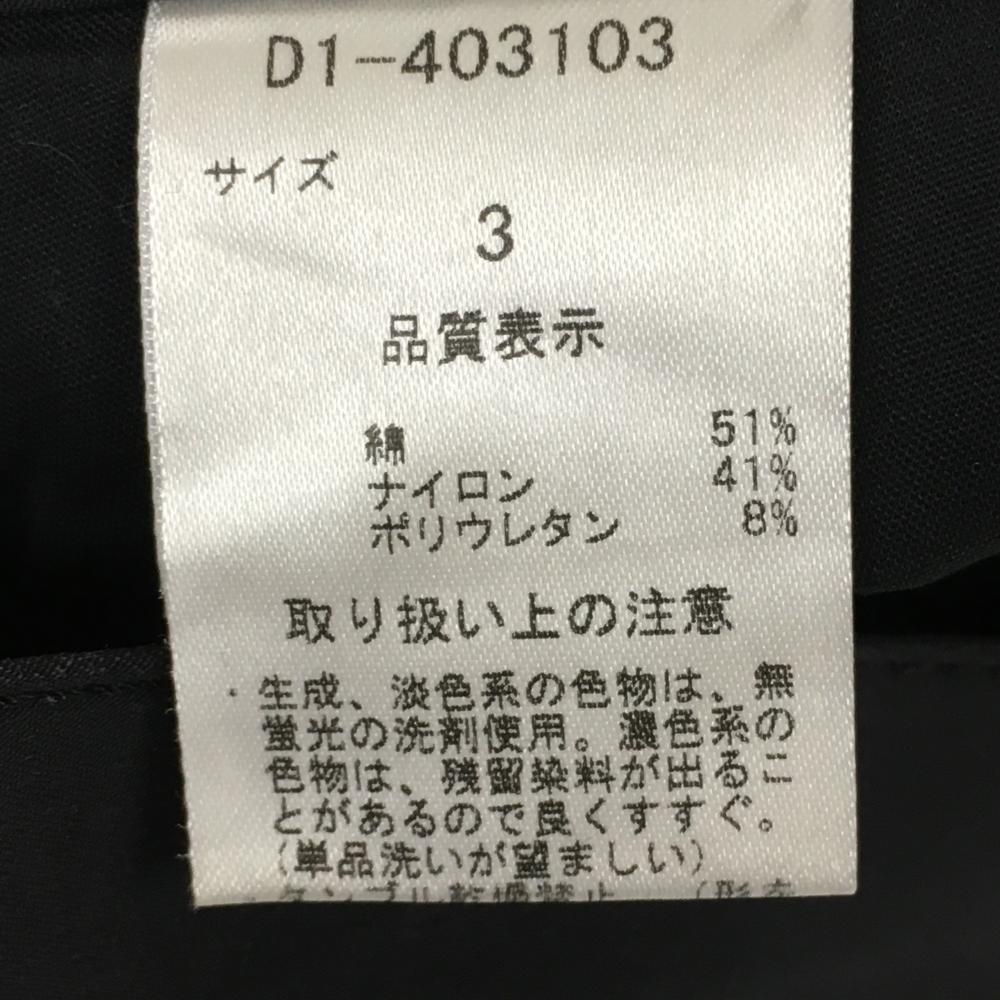 D1-403103
サイズ
3
品質表示
綿 51%
ナイロン 41%
ポリウレタン 8%
取り扱い上の注意
・生成、淡色系の色物は、無
蛍光の洗剤使用。濃色系の
色物は、残留染料が出るこ
とがあるので良くすすぐ。
(単品洗いが望ましい)